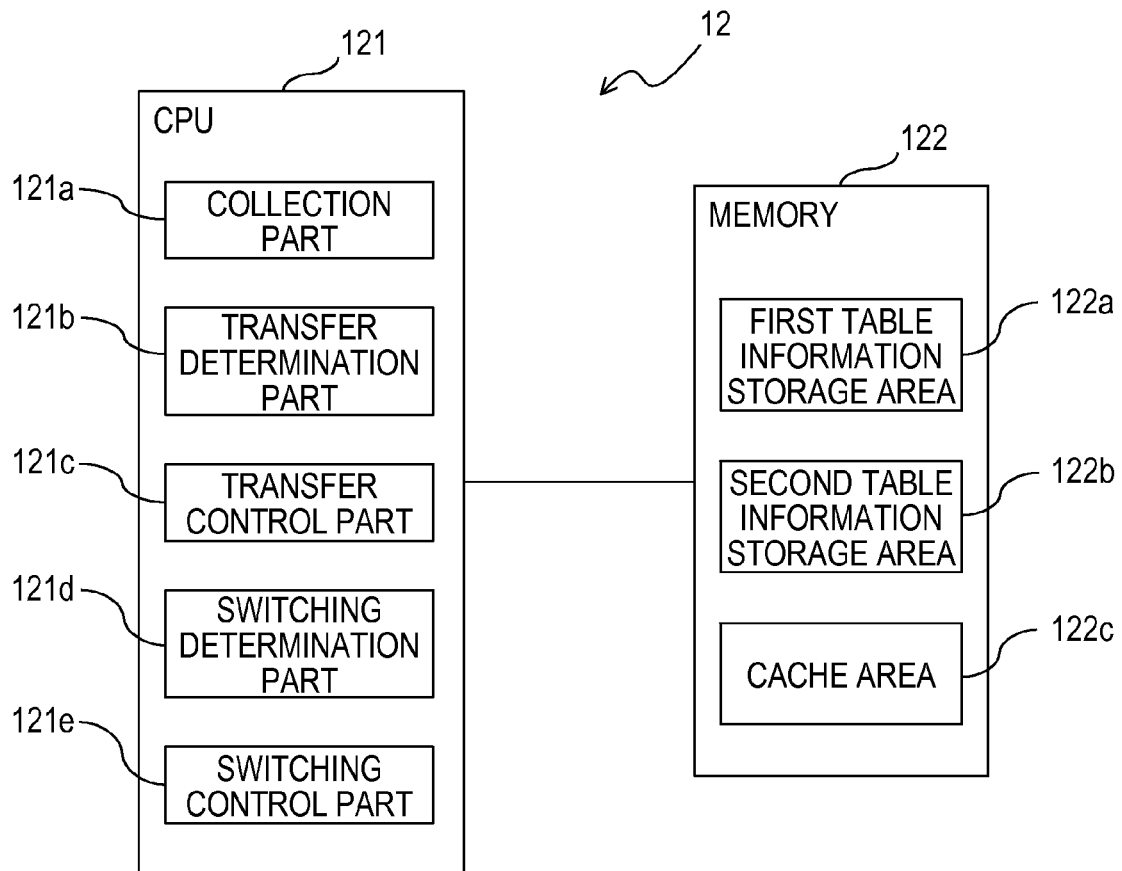 12
121
CPU
121a
COLLECTION
PART
121b
TRANSFER
DETERMINATION
PART
121c
TRANSFER
CONTROL PART
121d
SWITCHING
DETERMINATION
PART
121e
SWITCHING
CONTROL PART
122
MEMORY
122a
FIRST TABLE
INFORMATION
STORAGE AREA
122b
SECOND TABLE
INFORMATION
STORAGE AREA
122c
CACHE AREA